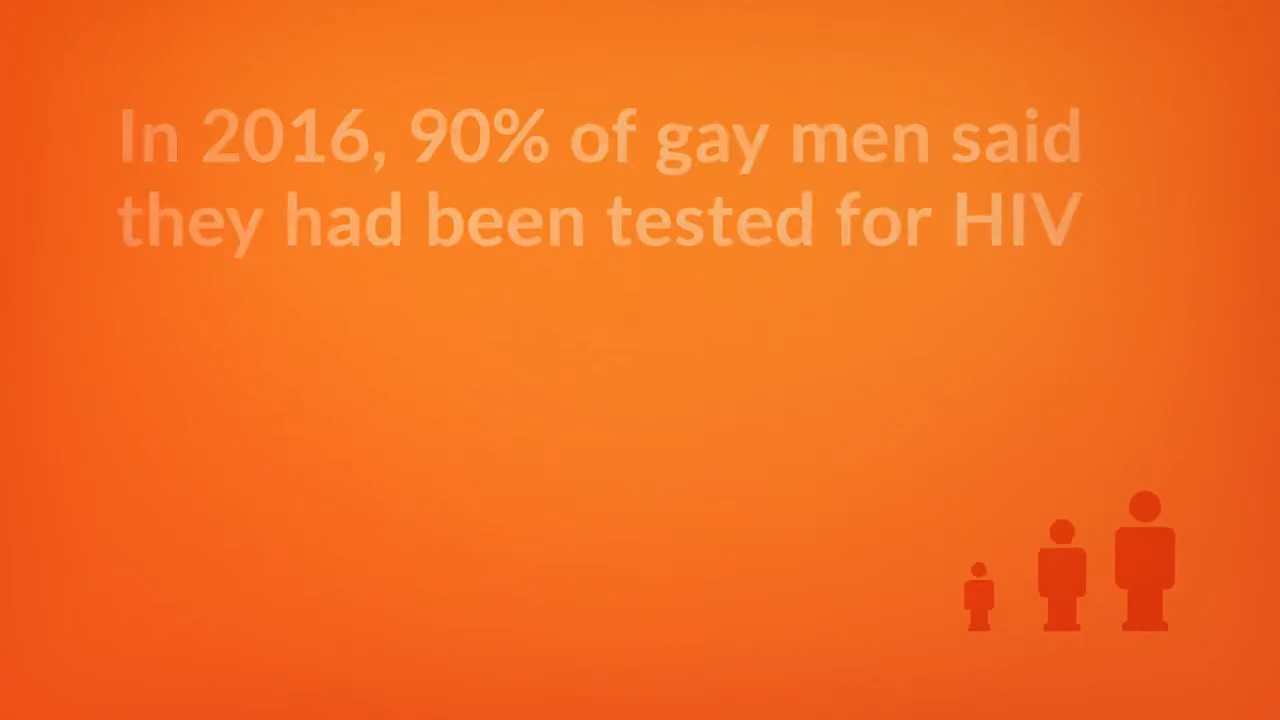 In 2016, 90% of gay men said
they had been tested for HIV